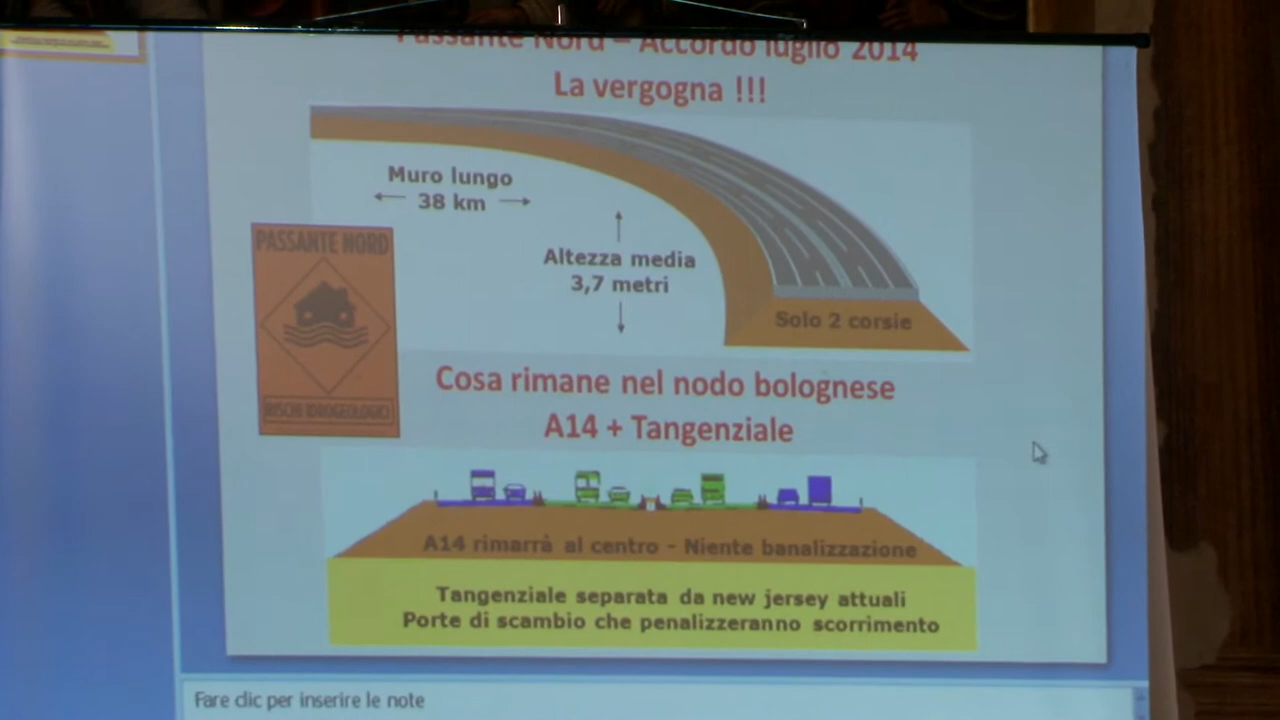 Passante Nord – Accordo luglio 2014
La vergogna !!!
Muro lungo
38 km
Altezza media
3,7 metri
Solo 2 corsie
PASSANTE NORD
RISCHI IDROGEOLOGICI
Cosa rimane nel nodo bolognese
A14 + Tangenziale
A14 rimarrà al centro - Niente banalizzazione
Tangenziale separata da new jersey attuali
Porte di scambio che penalizzeranno scorrimento
Fare clic per inserire le note